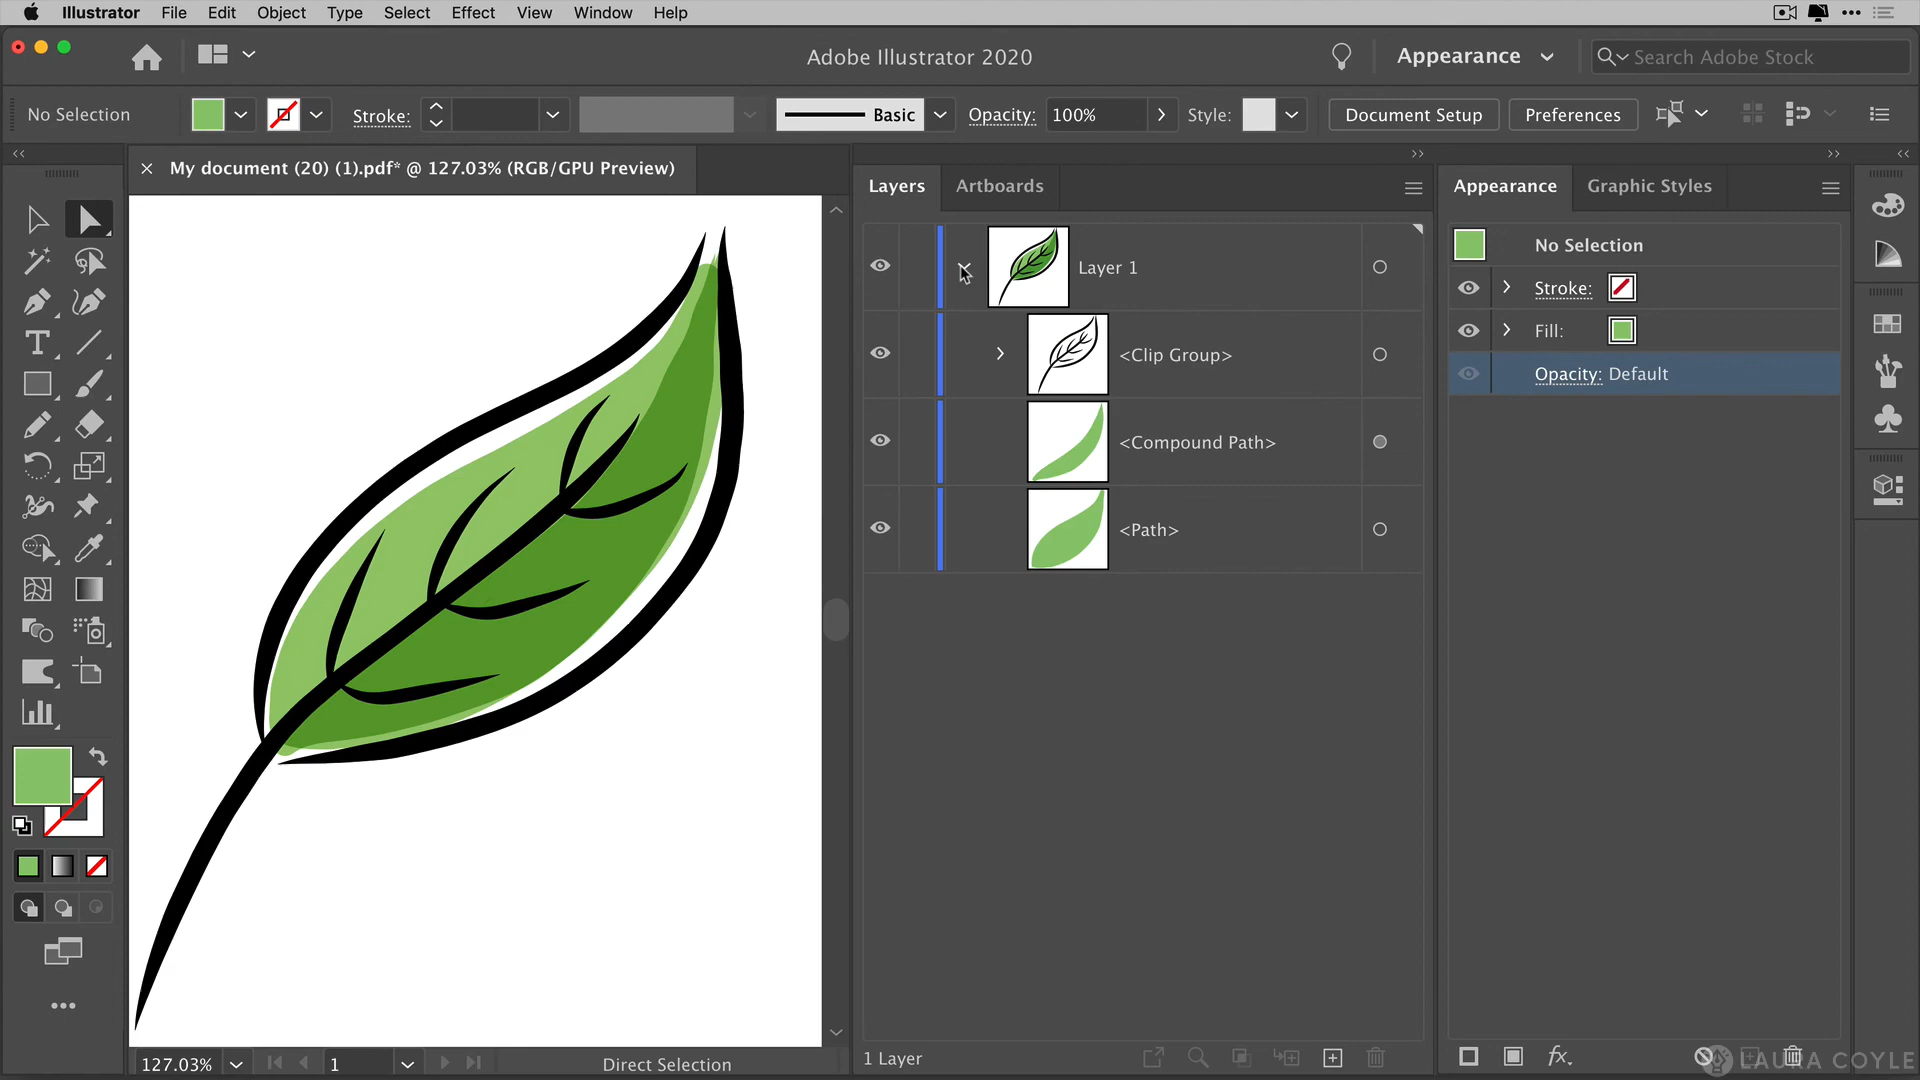 Illustrator File Edit Object Type Select Effect View Window Help
Adobe Illustrator 2020
Appearance
Search Adobe Stock
No Selection
Stroke:
Basic
Opacity: 100%
Style:
Document Setup
Preferences
My document (20) (1).pdf* @ 127.03% (RGB/GPU Preview)
Layers
Artboards
Layer 1
<Clip Group>
<Compound Path>
<Path>
Appearance
Graphic Styles
No Selection
Stroke:
Fill:
Opacity: Default
127.03%
1
Direct Selection
1 Layer
fx
LAURA COYLE